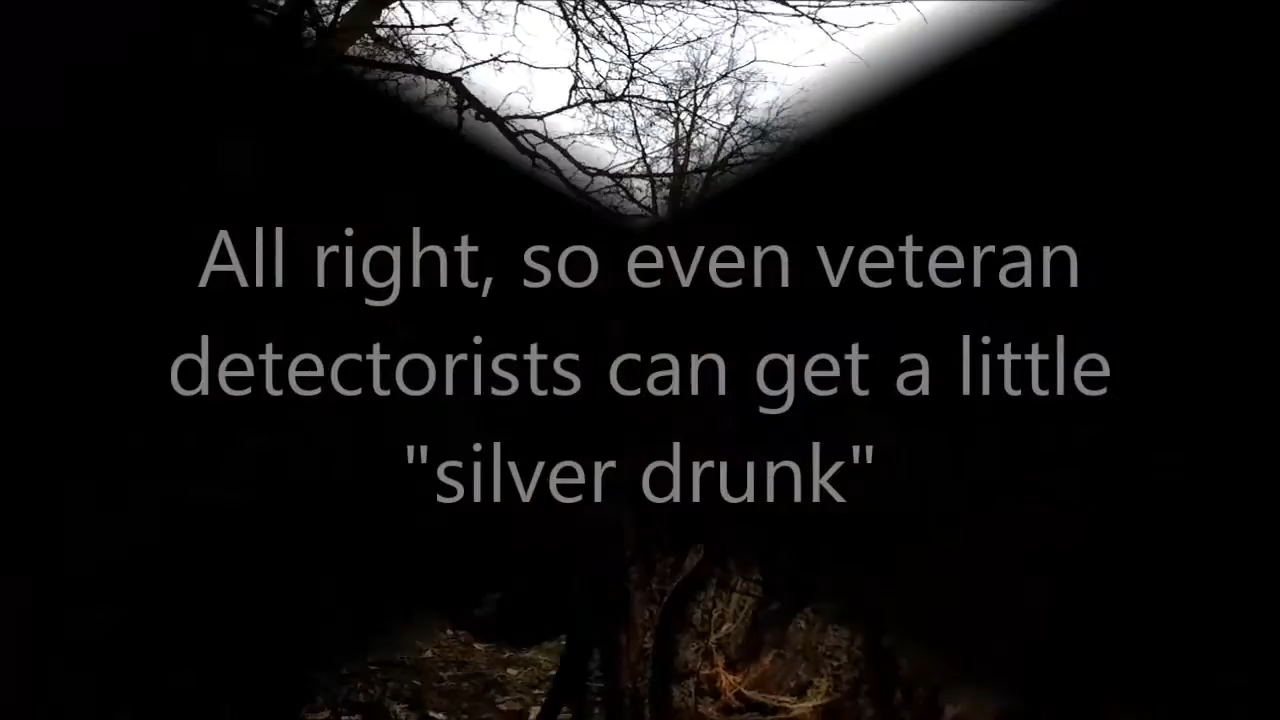 All right, so even veteran
detectorists can get a little
"silver drunk"